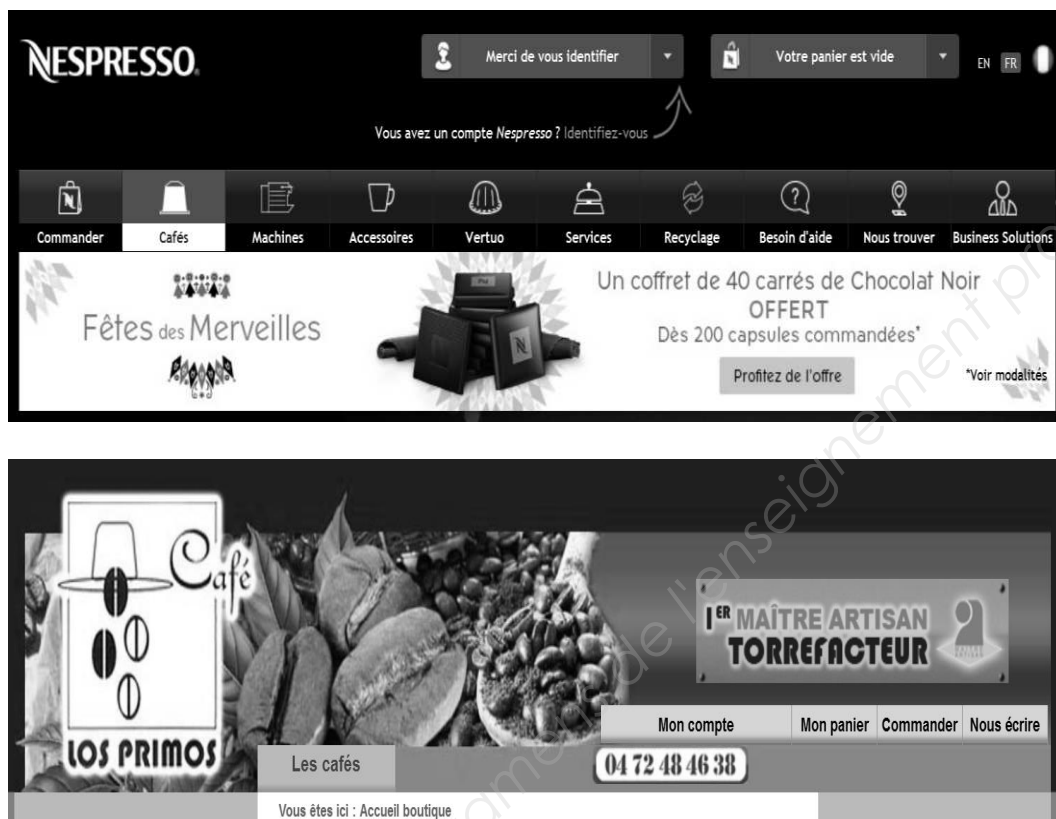 NESPRESSO.
Merci de vous identifier
Votre panier est vide
EN FR
Vous avez un compte Nespresso ? Identifiez-vous
Commander Cafés Machines Accessoires Vertuo Services Recyclage Besoin d'aide Nous trouver Business Solutions
Fêtes des Merveilles
Un coffret de 40 carrés de Chocolat Noir
OFFERT
Dès 200 capsules commandées*
Profitez de l'offre
*Voir modalités
Café
LOS PRIMOS
1ER MAÎTRE ARTISAN
TORREFACTEUR
Mon compte Mon panier Commander Nous écrire
Les cafés
04 72 48 46 38
Vous êtes ici : Accueil boutique
de l'enseignement pro